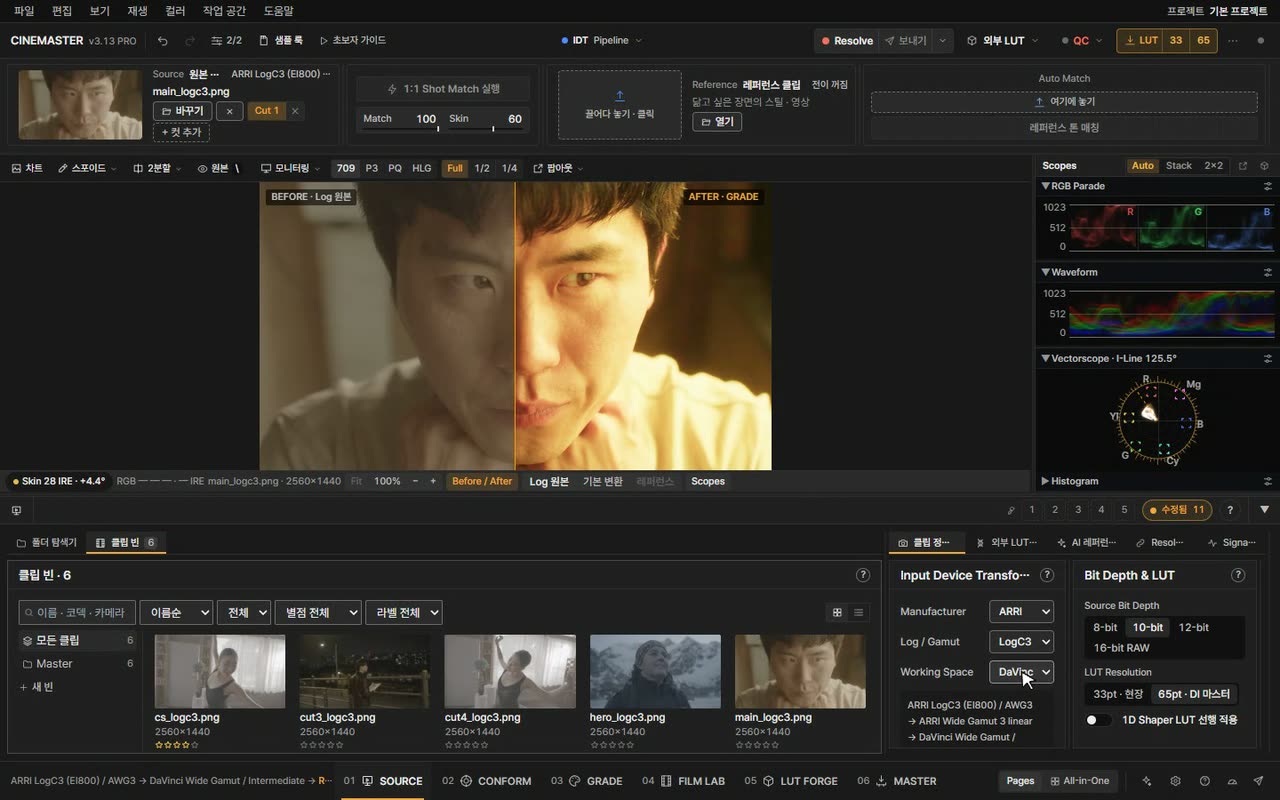 파일 편집 보기 재생 컬러 작업 공간 도움말 프로젝트 기본 프로젝트
CINEMASTER v3.13 PRO 2/2 샘플 룩 초보자 가이드 IDT Pipeline Resolve 보내기 외부 LUT QC LUT 33 65
Source 원본 ··· ARRI LogC3 (EI800) ···
main_logc3.png
바꾸기 × Cut 1 ×
+ 컷 추가
1:1 Shot Match 실행
Match 100 Skin 60
끌어다 놓기 · 클릭
Reference 레퍼런스 클립 전이 꺼짐
닮고 싶은 장면의 스틸 · 영상
열기
Auto Match
여기에 놓기
레퍼런스 톤 매칭
차트 스포이드 2분할 원본 \ 모니터링 709 P3 PQ HLG Full 1/2 1/4 팝아웃
BEFORE · Log 원본 AFTER · GRADE
Scopes Auto Stack 2×2
RGB Parade
1023
512
0
R G B
Waveform
1023
512
0
Vectorscope · I-Line 125.5°
R Mg
Yl B
G Cy
Histogram
Skin 28 IRE · +4.4° RGB — — — · — IRE main_logc3.png · 2560×1440 Fit 100% − + Before / After Log 원본 기본 변환 레퍼런스 Scopes
1 2 3 4 5 수정됨 11 ?
폴더 탐색기 클립 빈 6
클립 정··· 외부 LUT··· AI 레퍼런··· Resol··· Signa···
클립 빈 · 6 ?
이름 · 코덱 · 카메라 이름순 전체 별점 전체 라벨 전체
모든 클립 6
Master 6
+ 새 빈
cs_logc3.png cut3_logc3.png cut4_logc3.png hero_logc3.png main_logc3.png
2560×1440 2560×1440 2560×1440 2560×1440 2560×1440
Input Device Transfo··· ?
Manufacturer ARRI
Log / Gamut LogC3
Working Space DaVinc
ARRI LogC3 (EI800) / AWG3
→ ARRI Wide Gamut 3 linear
→ DaVinci Wide Gamut /
Bit Depth & LUT ?
Source Bit Depth
8-bit 10-bit 12-bit
16-bit RAW
LUT Resolution
33pt · 현장 65pt · DI 마스터
1D Shaper LUT 선행 적용
ARRI LogC3 (EI800) / AWG3 → DaVinci Wide Gamut / Intermediate → R··· 01 SOURCE 02 CONFORM 03 GRADE 04 FILM LAB 05 LUT FORGE 06 MASTER Pages All-in-One